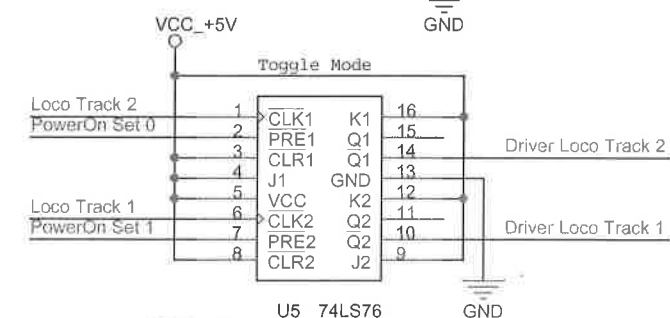 GND
VCC_+5V
Toggle Mode
Loco Track 2
PowerOn Set 0
Loco Track 1
PowerOn Set 1
1 CLK1 K1 16
2 PRE1 Q1 15
3 CLR1 Q1 14
4 J1 GND 13
5 VCC K2 12
6 CLK2 Q2 11
7 PRE2 Q2 10
8 CLR2 J2 9
Driver Loco Track 2
Driver Loco Track 1
U5 74LS76
GND